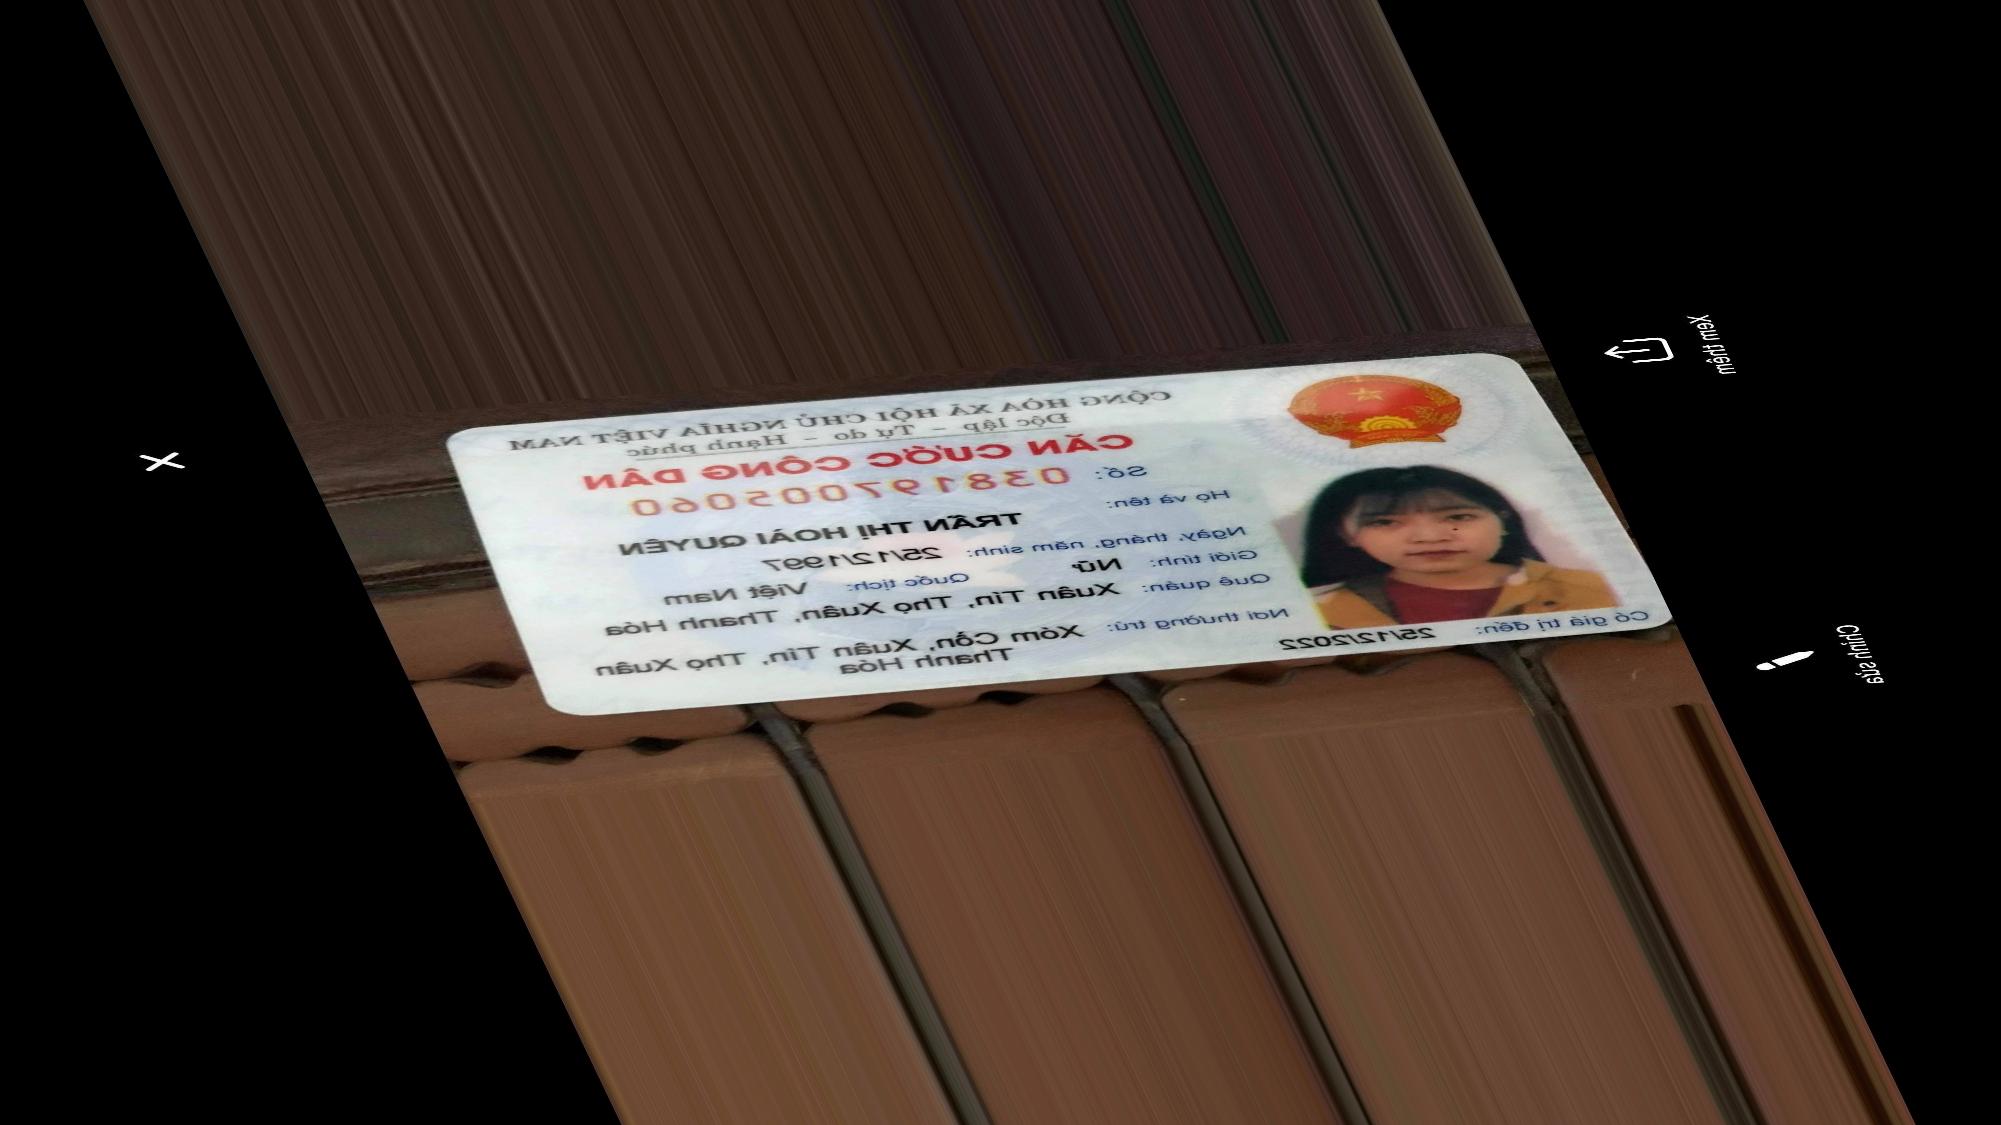 CỘNG HÒA XÃ HỘI CHỦ NGHĨA VIỆT NAM
Độc lập - Tự do - Hạnh phúc
CĂN CƯỚC CÔNG DÂN
Số: 038197005060
Họ và tên:
TRẦN THỊ HOÀI QUYÊN
Ngày, tháng, năm sinh: 25/12/1997
Giới tính: Nữ Quốc tịch: Việt Nam
Quê quán: Xuân Tín, Thọ Xuân, Thanh Hóa
Nơi thường trú: Xóm Cồn, Xuân Tín, Thọ Xuân
Thanh Hóa
Có giá trị đến: 25/12/2022
Xem thêm
Chỉnh sửa